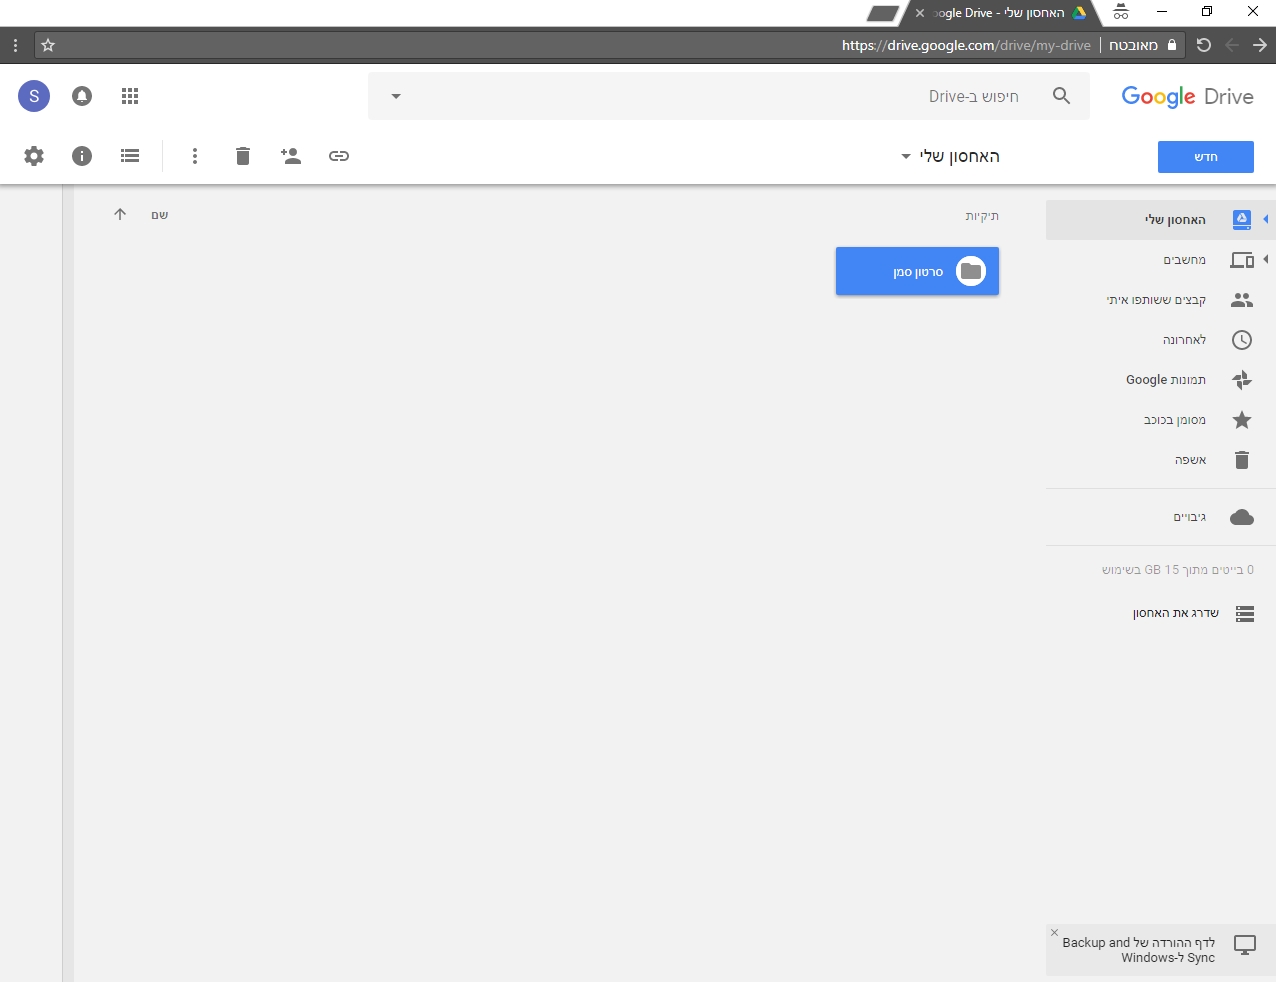 האחסון שלי - oogle Drive
מאובטח
https://drive.google.com/drive/my-drive
Google Drive
חיפוש ב-Drive
S
חדש
האחסון שלי
תיקיות
שם
סרטון סמן
האחסון שלי
מחשבים
קבצים ששותפו איתי
לאחרונה
תמונות Google
מסומן בכוכב
אשפה
גיבויים
0 בייטים מתוך 15 GB בשימוש
שדרג את האחסון
לדף ההורדה של Backup and
Sync ל-Windows